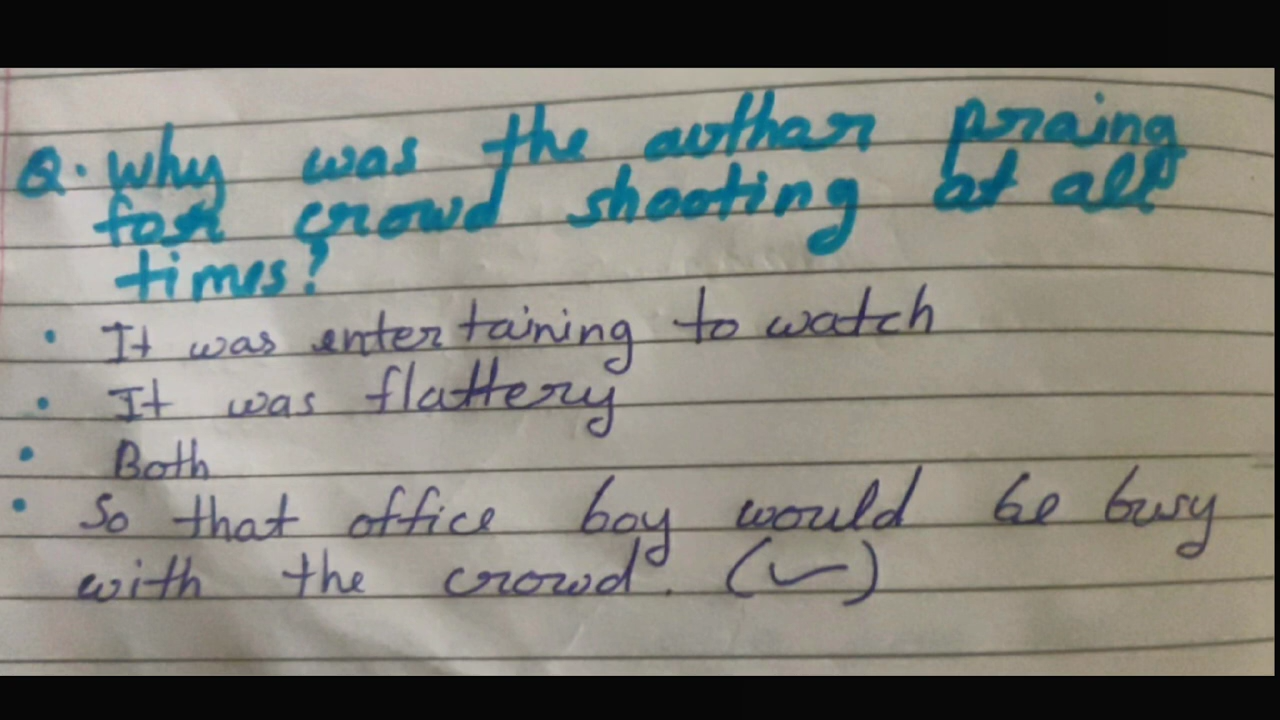 Q. Why was the author praing
for crowd shooting at all
times?
• It was entertaining to watch
• It was flattery
• Both
• So that office boy would be busy
with the crowd. (✓)